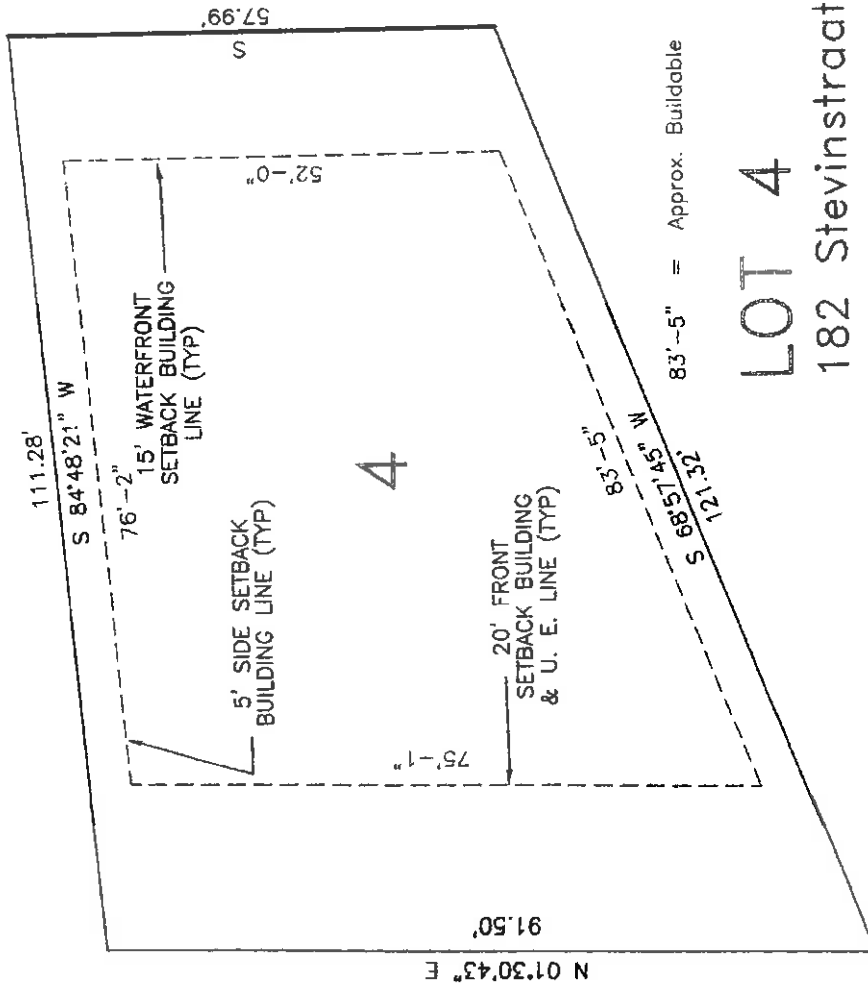 57.99'
S
111.28'
S 84°48'21" W
76'-2"
15' WATERFRONT
SETBACK BUILDING
LINE (TYP)
52'-0"
5' SIDE SETBACK
BUILDING LINE (TYP)
4
20' FRONT
SETBACK BUILDING
& U. E. LINE (TYP)
75'-1"
83'-5"
S 68°57'45" W
121.32'
91.50'
N 01°30'43" E
83'-5" = Approx. Buildable
LOT 4
182 Stevinstraat